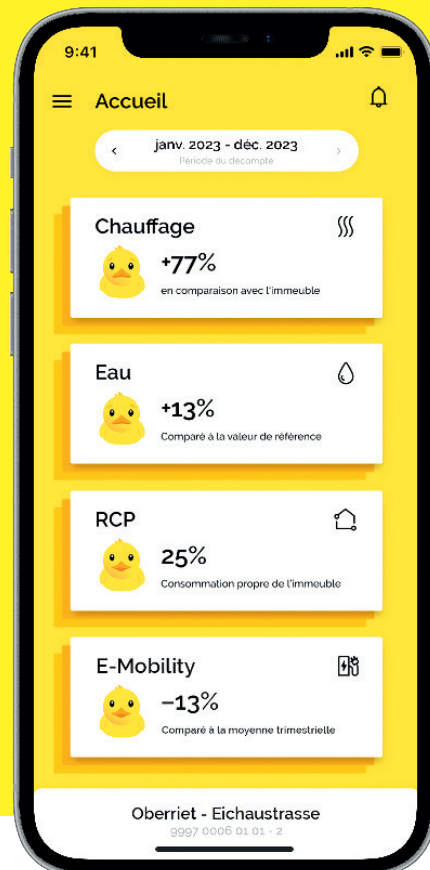 9:41
Accueil
janv. 2023 - déc. 2023
Période du décompte
Chauffage
+77%
en comparaison avec l'immeuble
Eau
+13%
Comparé à la valeur de référence
RCP
25%
Consommation propre de l'immeuble
E-Mobility
–13%
Comparé à la moyenne trimestrielle
Oberriet - Eichaustrasse
9997 0006 01 01 - 2